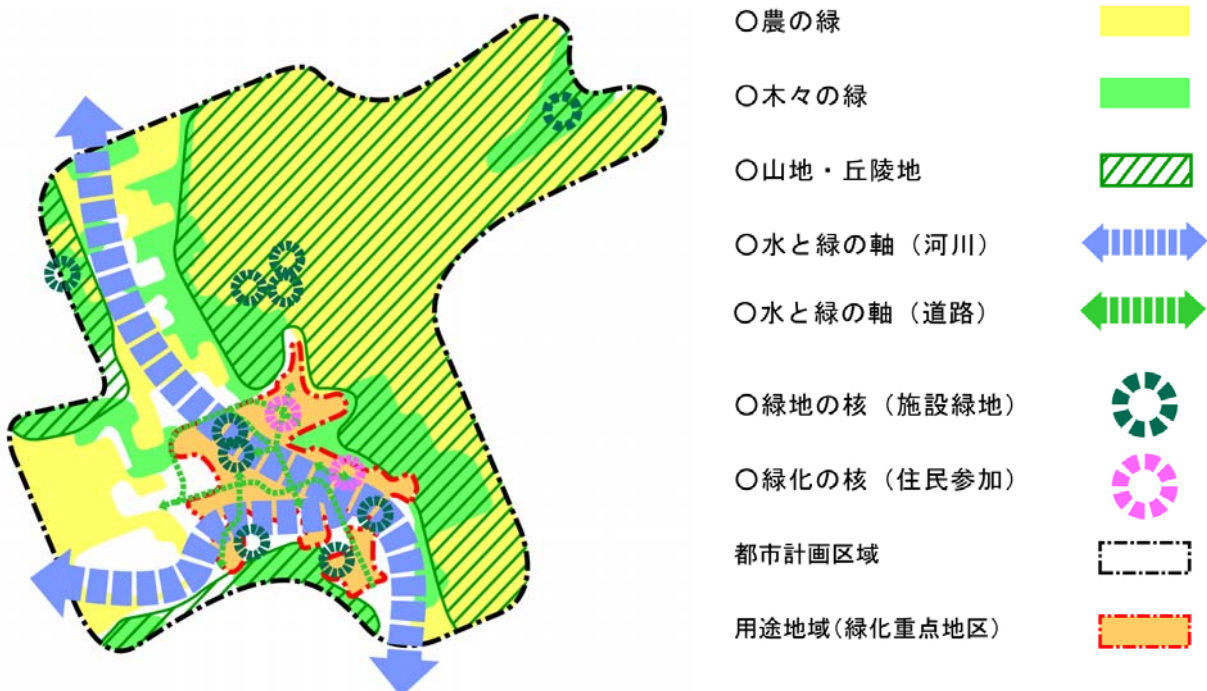 ○農の緑
○木々の緑
○山地・丘陵地
○水と緑の軸（河川）
○水と緑の軸（道路）
○緑地の核（施設緑地）
○緑化の核（住民参加）
都市計画区域
用途地域(緑化重点地区)